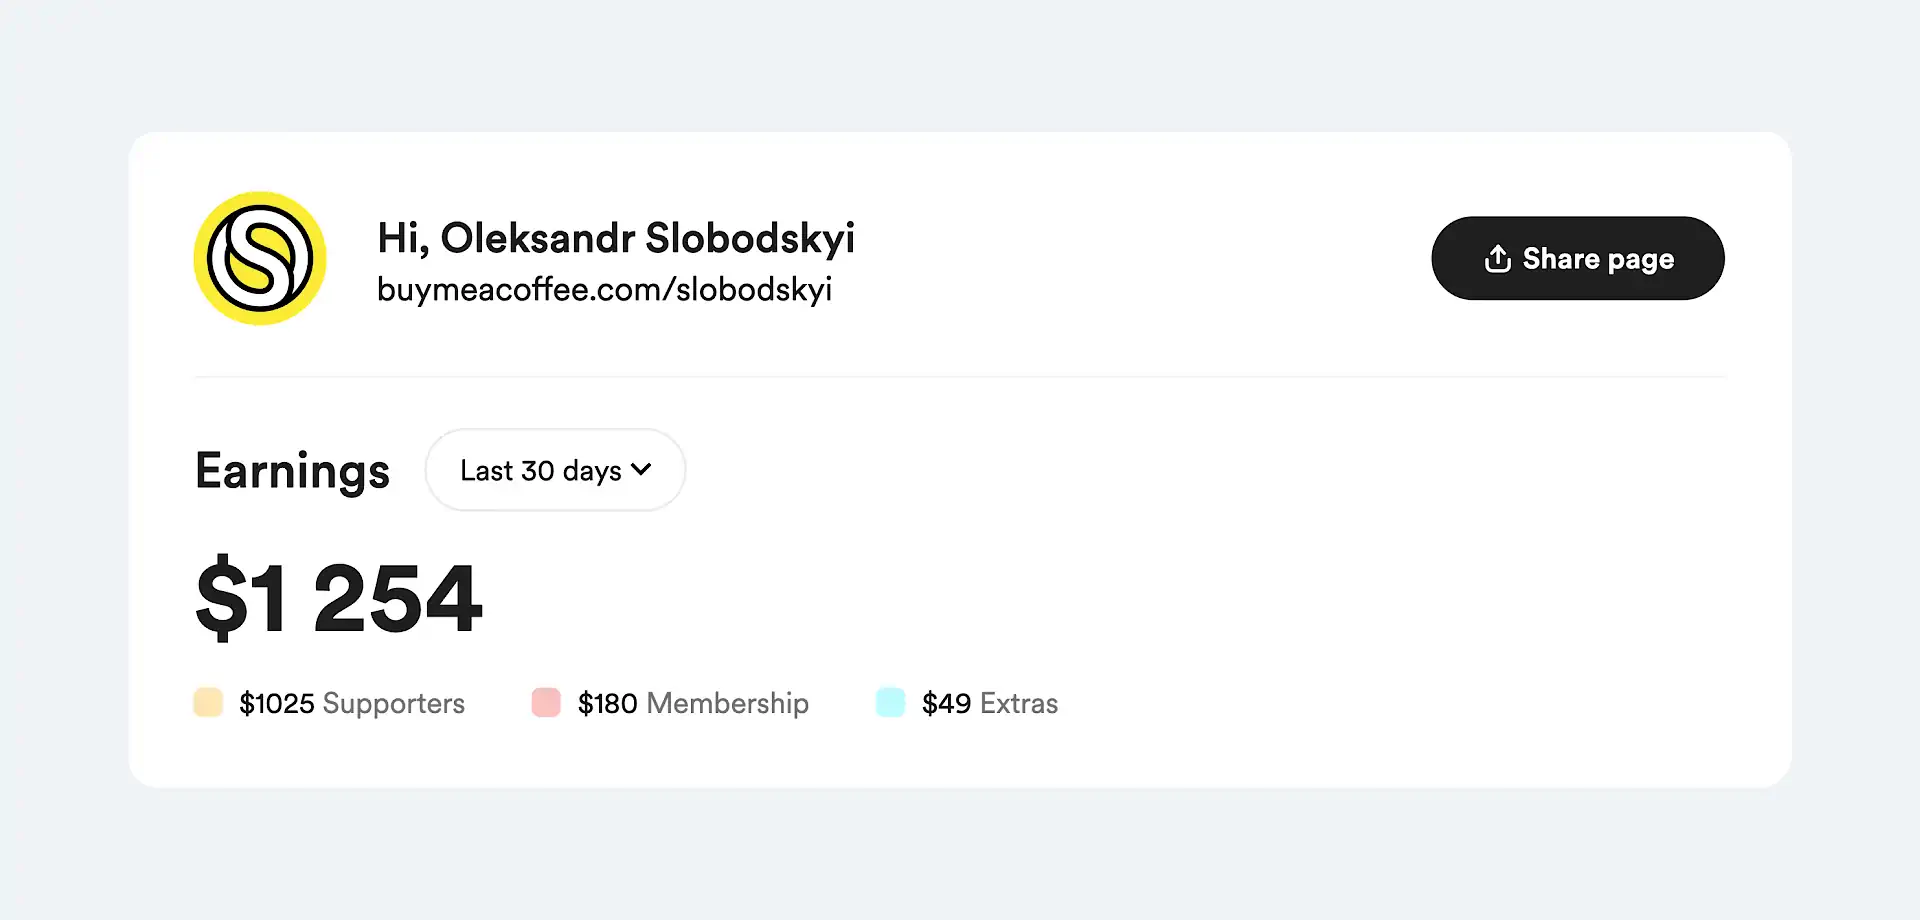 Hi, Oleksandr Slobodskyi
buymeacoffee.com/slobodskyi
Share page
Earnings
Last 30 days
$1 254
$1025 Supporters
$180 Membership
$49 Extras